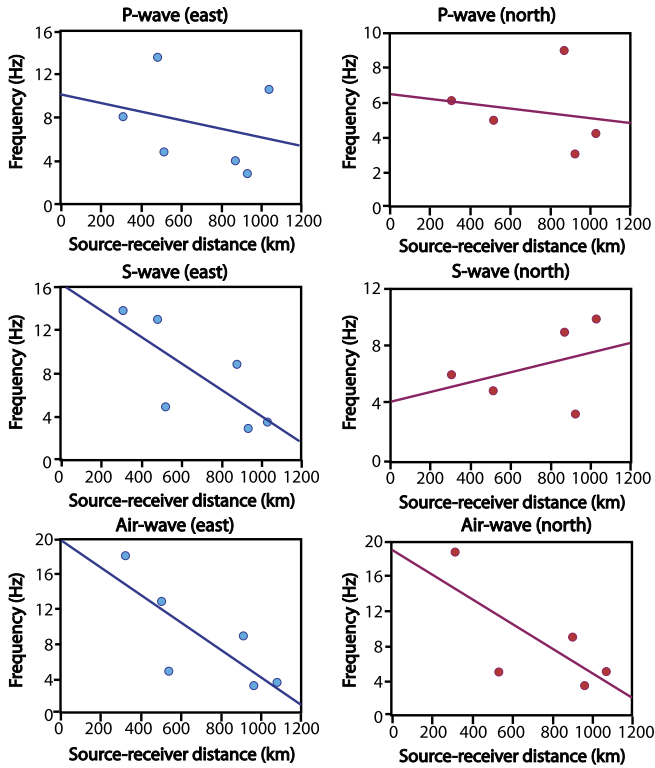 P-wave (east)
16
12
8
4
0
Frequency (Hz)
0 200 400 600 800 1000 1200
Source-receiver distance (km)
P-wave (north)
10
8
6
4
2
0
Frequency (Hz)
0 200 400 600 800 1000 1200
Source-receiver distance (km)
S-wave (east)
16
12
8
4
0
Frequency (Hz)
0 200 400 600 800 1000 1200
Source-receiver distance (km)
S-wave (north)
12
8
4
0
Frequency (Hz)
0 200 400 600 800 1000 1200
Source-receiver distance (km)
Air-wave (east)
20
16
12
8
4
0
Frequency (Hz)
0 200 400 600 800 1000 1200
Source-receiver distance (km)
Air-wave (north)
20
16
12
8
4
0
Frequency (Hz)
0 200 400 600 800 1000 1200
Source-receiver distance (km)